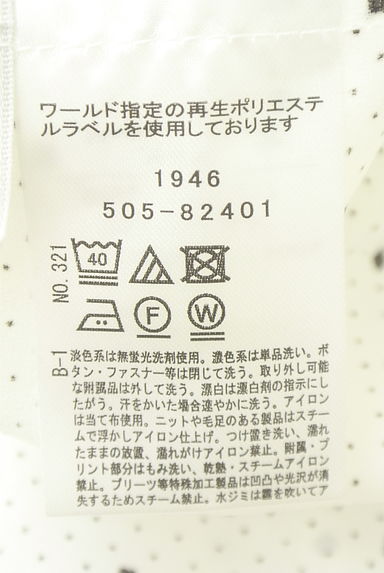 ワールド指定の再生ポリエステ
ルラベルを使用しております
1946
505-82401
NO. 321
40
F
W
B-1
淡色系は無蛍光洗剤使用。濃色系は単品洗い。ボ
タン・ファスナー等は閉じて洗う。取り外し可能
な附属品は外して洗う。漂白は漂白剤の指示にし
たがう。汗をかいた場合速やかに洗う。アイロン
は当て布使用。ニットや毛足のある製品はスチー
ムで浮かしアイロン仕上げ。つけ置き洗い、濡れ
たままの放置、濡れがけアイロン禁止。附属・プ
リント部分はもみ洗い、乾熱・スチームアイロン
禁止。プリーツ等特殊加工製品は凹凸や光沢が消
失するためスチーム禁止。水ジミは霧を吹いてア